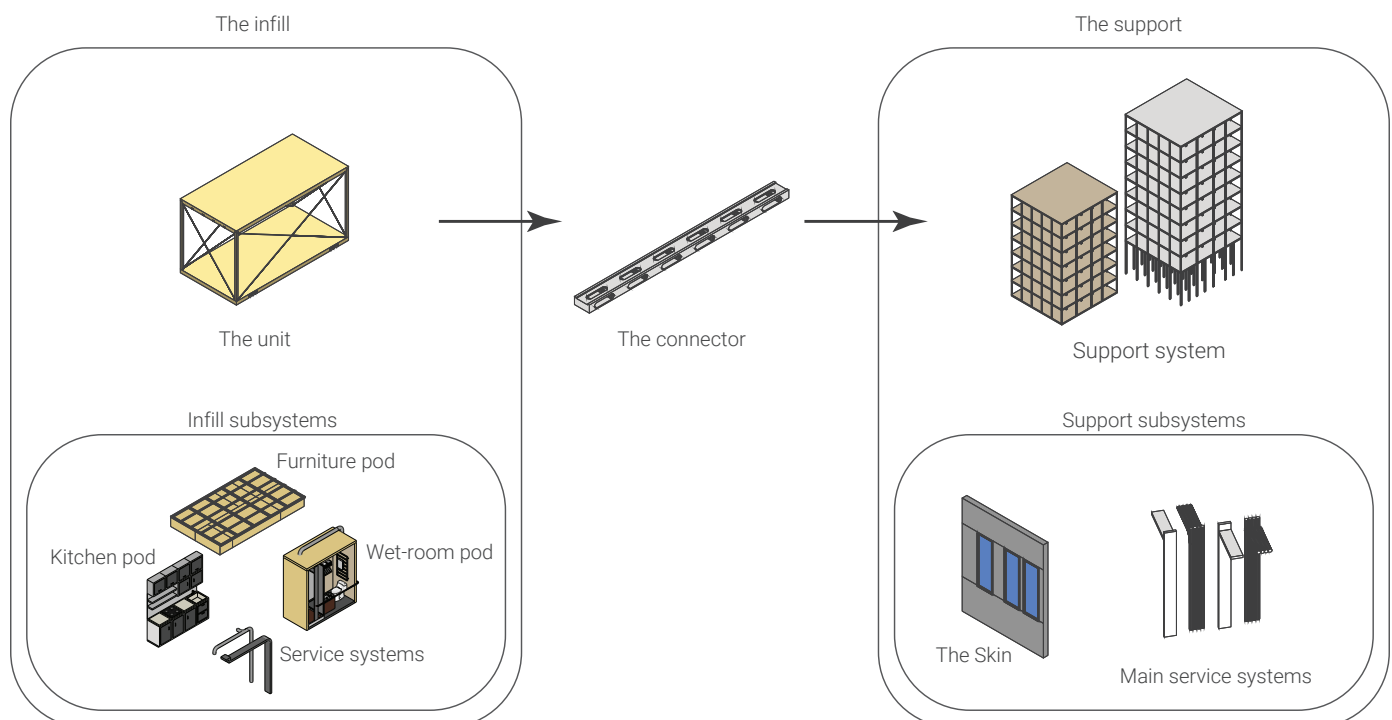 The infill
The support
The unit
The connector
Support system
Infill subsystems
Support subsystems
Furniture pod
Kitchen pod
Wet-room pod
Service systems
The Skin
Main service systems